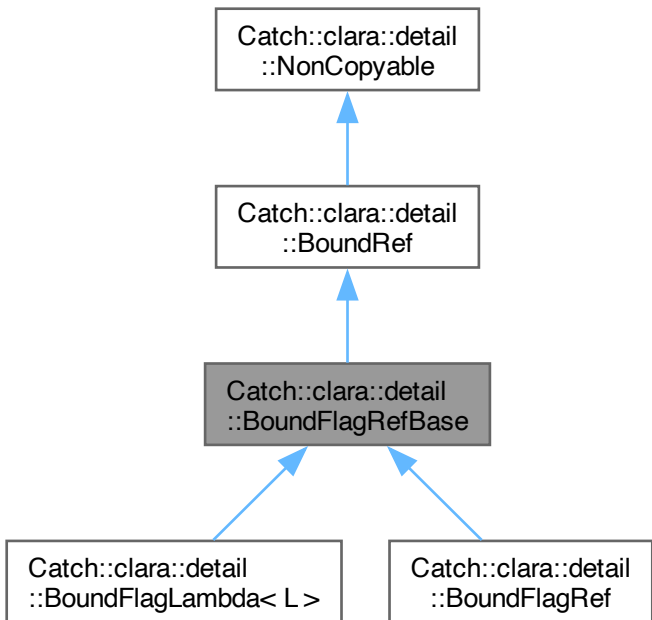 Catch::clara::detail
::NonCopyable
Catch::clara::detail
::BoundRef
Catch::clara::detail
::BoundFlagRefBase
Catch::clara::detail
::BoundFlagLambda< L >
Catch::clara::detail
::BoundFlagRef